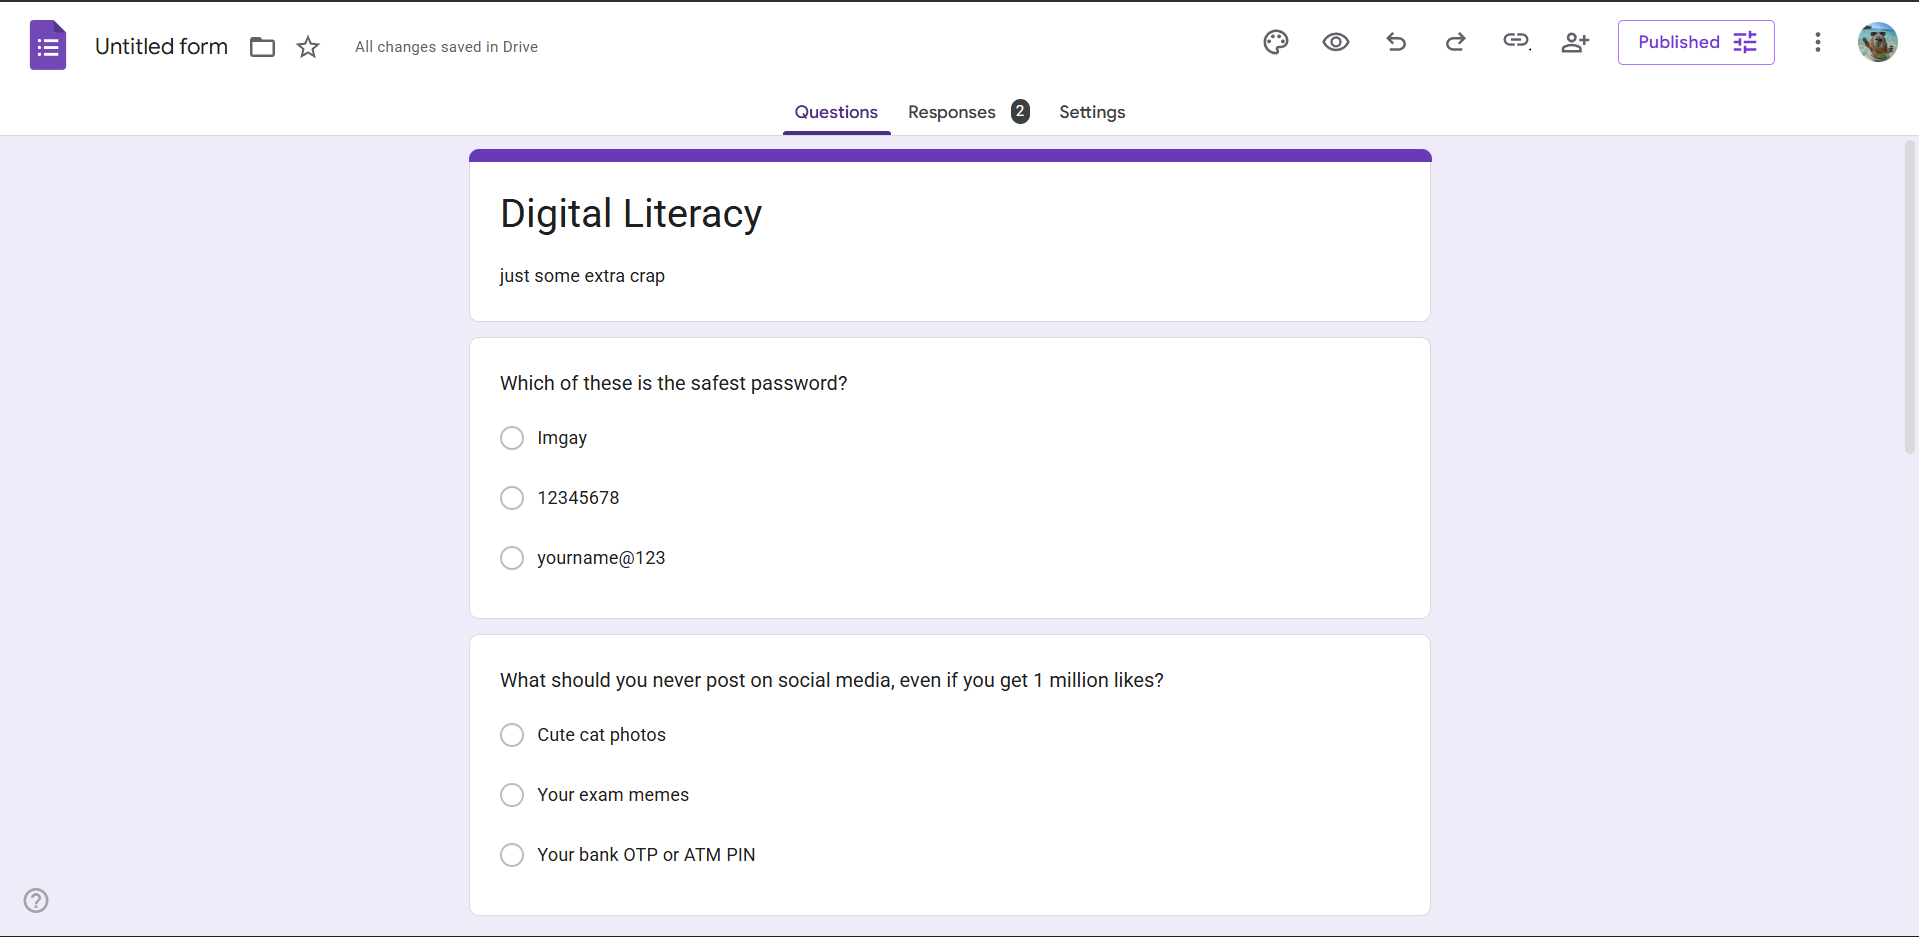 Untitled form
All changes saved in Drive
Published
Questions
Responses 2
Settings
Digital Literacy
just some extra crap
Which of these is the safest password?
Imgay
12345678
yourname@123
What should you never post on social media, even if you get 1 million likes?
Cute cat photos
Your exam memes
Your bank OTP or ATM PIN